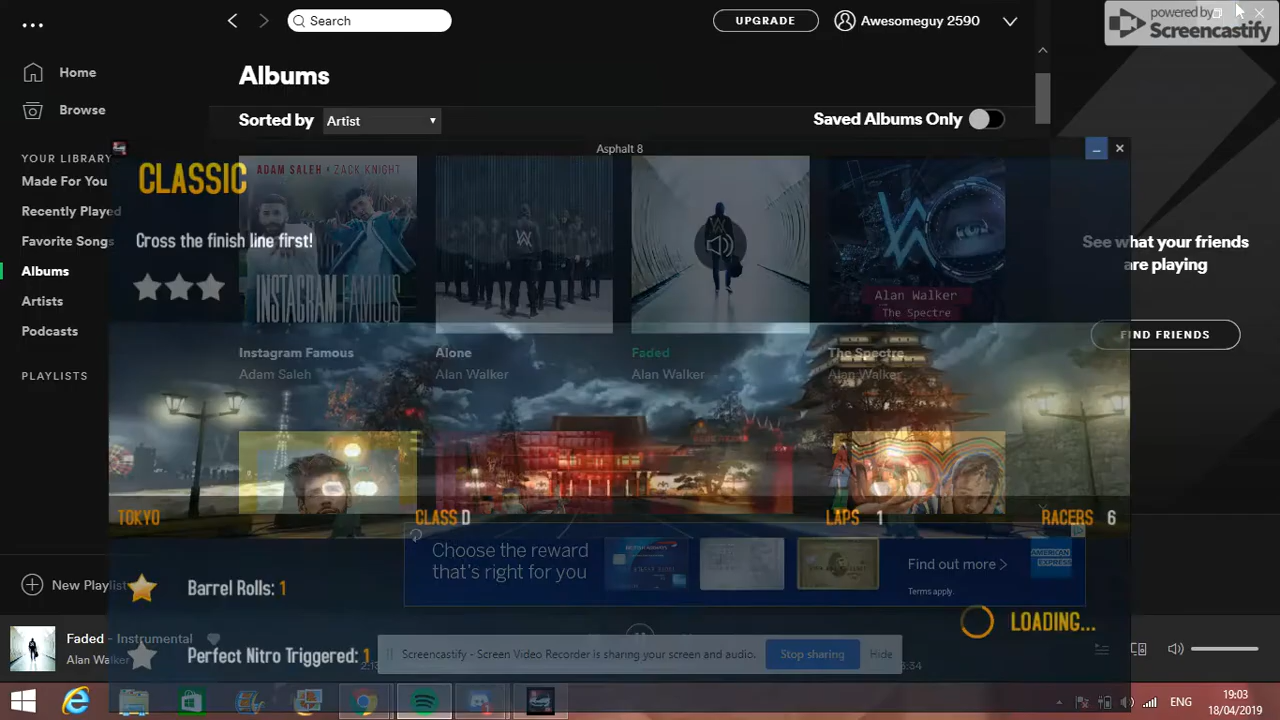 Search
UPGRADE
Awesomeguy 2590
powered by
Screencastify
Home
Albums
Browse
Sorted by
Artist
Saved Albums Only
YOUR LIBRARY
Asphalt 8
Made For You
CLASSIC
ADAM SALEH • ZACK KNIGHT
Recently Played
Favorite Songs
Cross the finish line first!
See what your friends
are playing
Albums
Artists
INSTAGRAM FAMOUS
Alan Walker
The Spectre
Podcasts
FIND FRIENDS
Instagram Famous
Alone
Faded
The Spectre
PLAYLISTS
Adam Saleh
Alan Walker
Alan Walker
Alan Walker
TOKYO
CLASS D
LAPS 1
RACERS 6
Choose the reward
that's right for you
Find out more >
AMERICAN
EXPRESS
Terms apply.
New Playlist
Barrel Rolls: 1
LOADING...
Faded - Instrumental
Alan Walker
Perfect Nitro Triggered: 1
Screencastify - Screen Video Recorder is sharing your screen and audio.
Stop sharing
Hide
ENG
19:03
18/04/2019